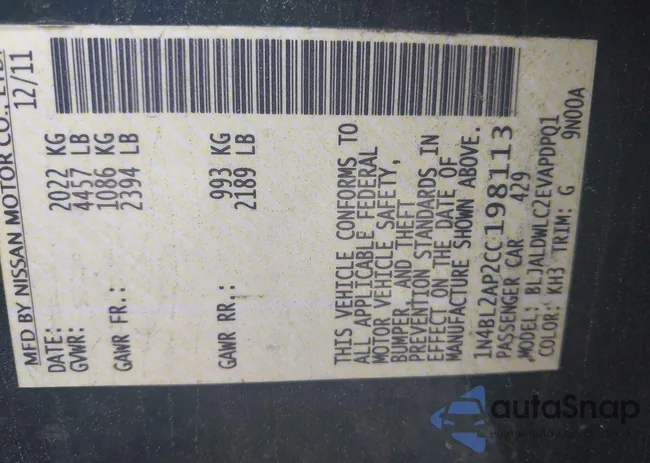 MFD BY NISSAN MOTOR CO., LTD.
DATE: 12/11
GVWR: 2022 KG
4457 LB
GAWR FR.: 1086 KG
2394 LB
GAWR RR.: 993 KG
2189 LB
THIS VEHICLE CONFORMS TO
ALL APPLICABLE FEDERAL
MOTOR VEHICLE SAFETY,
BUMPER, AND THEFT
PREVENTION STANDARDS IN
EFFECT ON THE DATE OF
MANUFACTURE SHOWN ABOVE.
1N4BL2AP2CC198113
PASSENGER CAR 429
MODEL: BLJALDWLC2EVAPDPQ1
COLOR: KH3 TRIM: G 9N00A
autoSnap